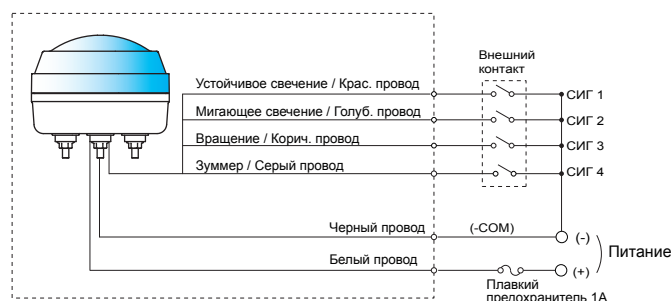 Внешний
контакт
Устойчивое свечение / Крас. провод
СИГ 1
Мигающее свечение / Голуб. провод
СИГ 2
Вращение / Корич. провод
СИГ 3
Зуммер / Серый провод
СИГ 4
Черный провод
(-COM)
(-)
Питание
Белый провод
(+)
Плавкий
предохранитель 1А